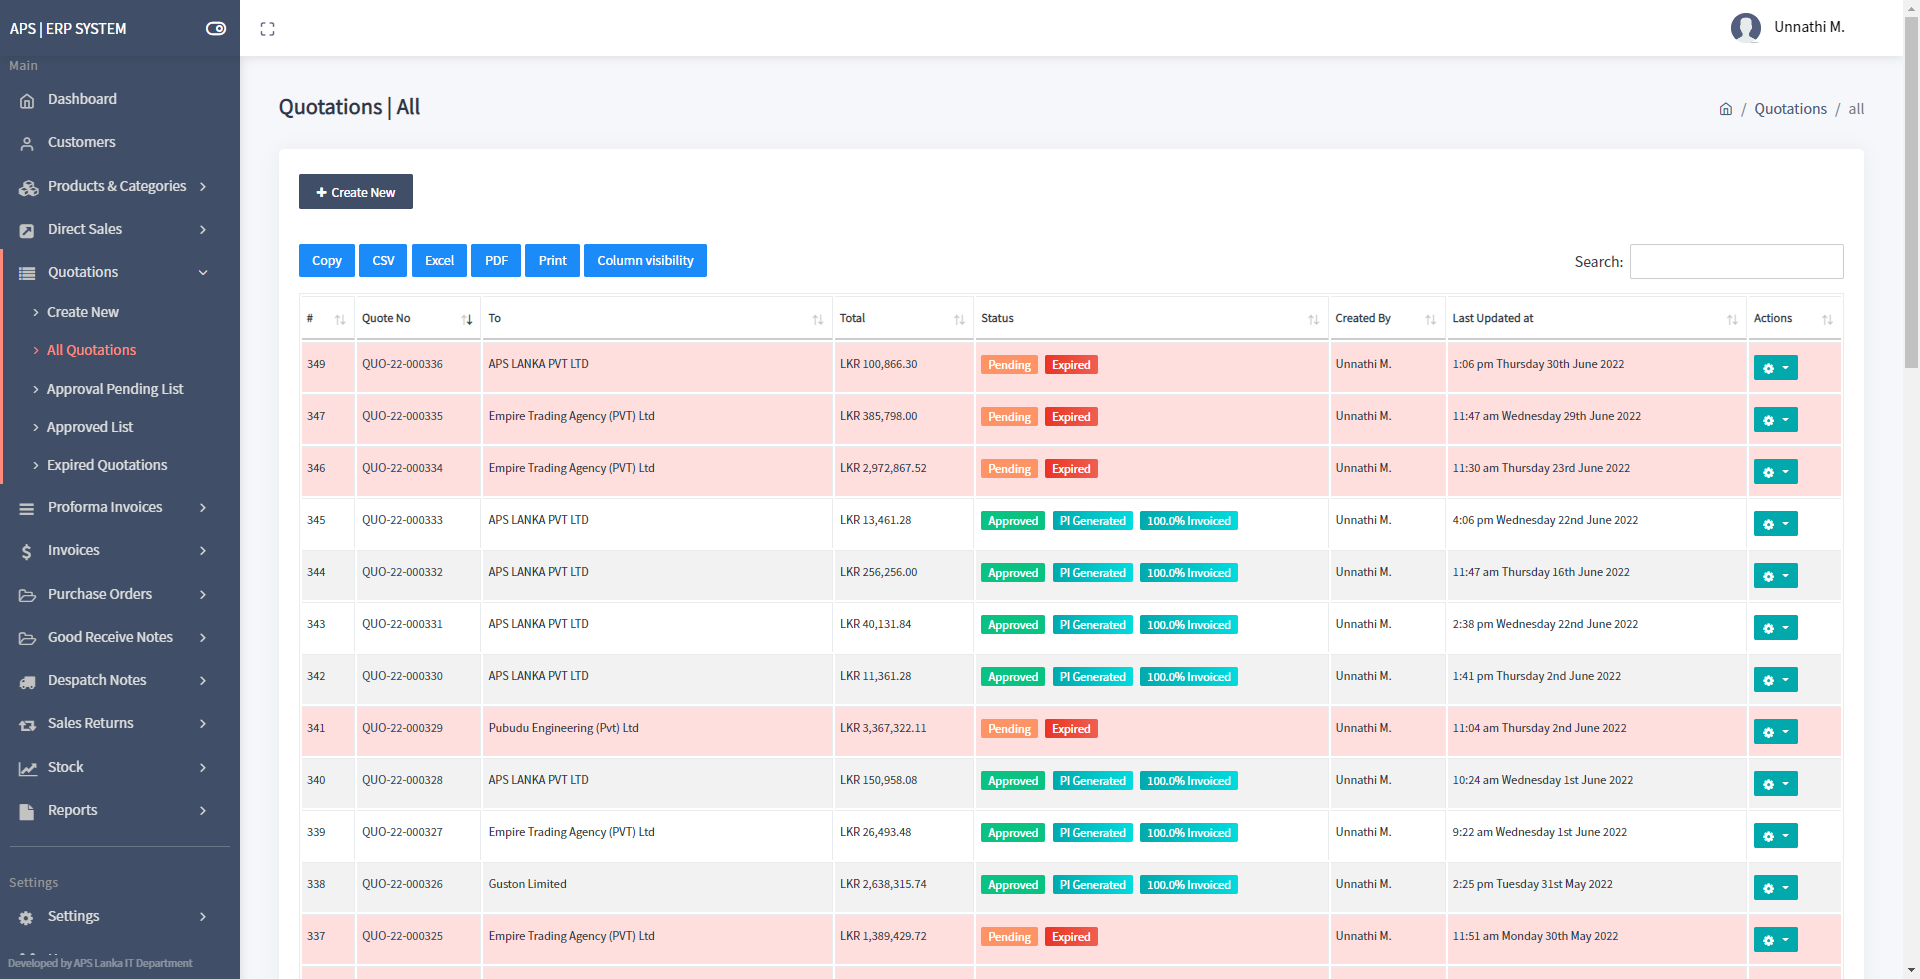 APS | ERP SYSTEM
Unnathi M.
Main
Dashboard
Customers
Products & Categories
Direct Sales
Quotations
Create New
All Quotations
Approval Pending List
Approved List
Expired Quotations
Proforma Invoices
Invoices
Purchase Orders
Good Receive Notes
Despatch Notes
Sales Returns
Stock
Reports
Settings
Settings
Developed by APS Lanka IT Department
Quotations | All
/ Quotations / all
Create New
Copy CSV Excel PDF Print Column visibility
Search:
# Quote No To Total Status Created By Last Updated at Actions
349 QUO-22-000336 APS LANKA PVT LTD LKR 100,866.30 Pending Expired Unnathi M. 1:06 pm Thursday 30th June 2022
347 QUO-22-000335 Empire Trading Agency (PVT) Ltd LKR 385,798.00 Pending Expired Unnathi M. 11:47 am Wednesday 29th June 2022
346 QUO-22-000334 Empire Trading Agency (PVT) Ltd LKR 2,972,867.52 Pending Expired Unnathi M. 11:30 am Thursday 23rd June 2022
345 QUO-22-000333 APS LANKA PVT LTD LKR 13,461.28 Approved PI Generated 100.0% Invoiced Unnathi M. 4:06 pm Wednesday 22nd June 2022
344 QUO-22-000332 APS LANKA PVT LTD LKR 256,256.00 Approved PI Generated 100.0% Invoiced Unnathi M. 11:47 am Thursday 16th June 2022
343 QUO-22-000331 APS LANKA PVT LTD LKR 40,131.84 Approved PI Generated 100.0% Invoiced Unnathi M. 2:38 pm Wednesday 22nd June 2022
342 QUO-22-000330 APS LANKA PVT LTD LKR 11,361.28 Approved PI Generated 100.0% Invoiced Unnathi M. 1:41 pm Thursday 2nd June 2022
341 QUO-22-000329 Pubudu Engineering (Pvt) Ltd LKR 3,367,322.11 Pending Expired Unnathi M. 11:04 am Thursday 2nd June 2022
340 QUO-22-000328 APS LANKA PVT LTD LKR 150,958.08 Approved PI Generated 100.0% Invoiced Unnathi M. 10:24 am Wednesday 1st June 2022
339 QUO-22-000327 Empire Trading Agency (PVT) Ltd LKR 26,493.48 Approved PI Generated 100.0% Invoiced Unnathi M. 9:22 am Wednesday 1st June 2022
338 QUO-22-000326 Guston Limited LKR 2,638,315.74 Approved PI Generated 100.0% Invoiced Unnathi M. 2:25 pm Tuesday 31st May 2022
337 QUO-22-000325 Empire Trading Agency (PVT) Ltd LKR 1,389,429.72 Pending Expired Unnathi M. 11:51 am Monday 30th May 2022